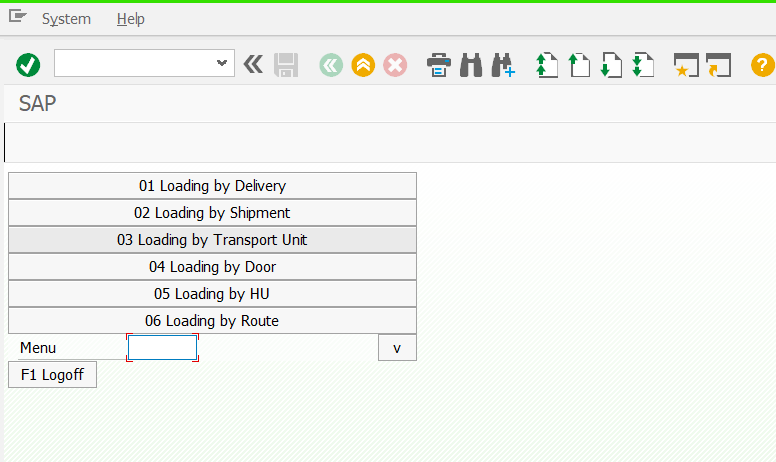 System Help
SAP
01 Loading by Delivery
02 Loading by Shipment
03 Loading by Transport Unit
04 Loading by Door
05 Loading by HU
06 Loading by Route
Menu v
F1 Logoff